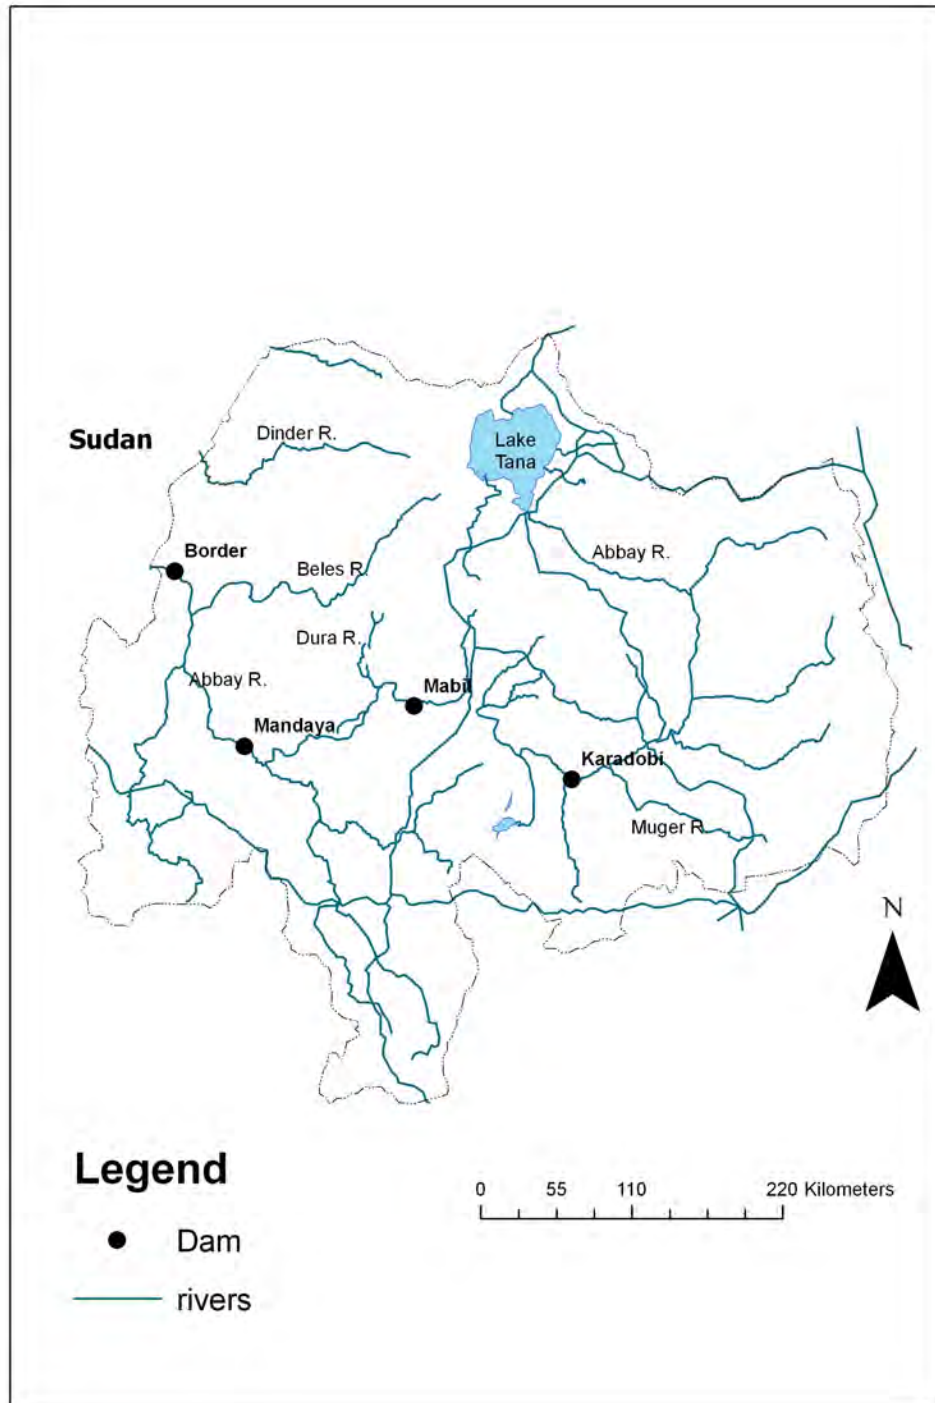 Sudan
Dinder R.
Lake
Tana
Border
Beles R.
Abbay R.
Dura R.
Abbay R.
Mabil
Mandaya
Karadobi
Muger R
N
Legend
0 55 110 220 Kilometers
Dam
rivers